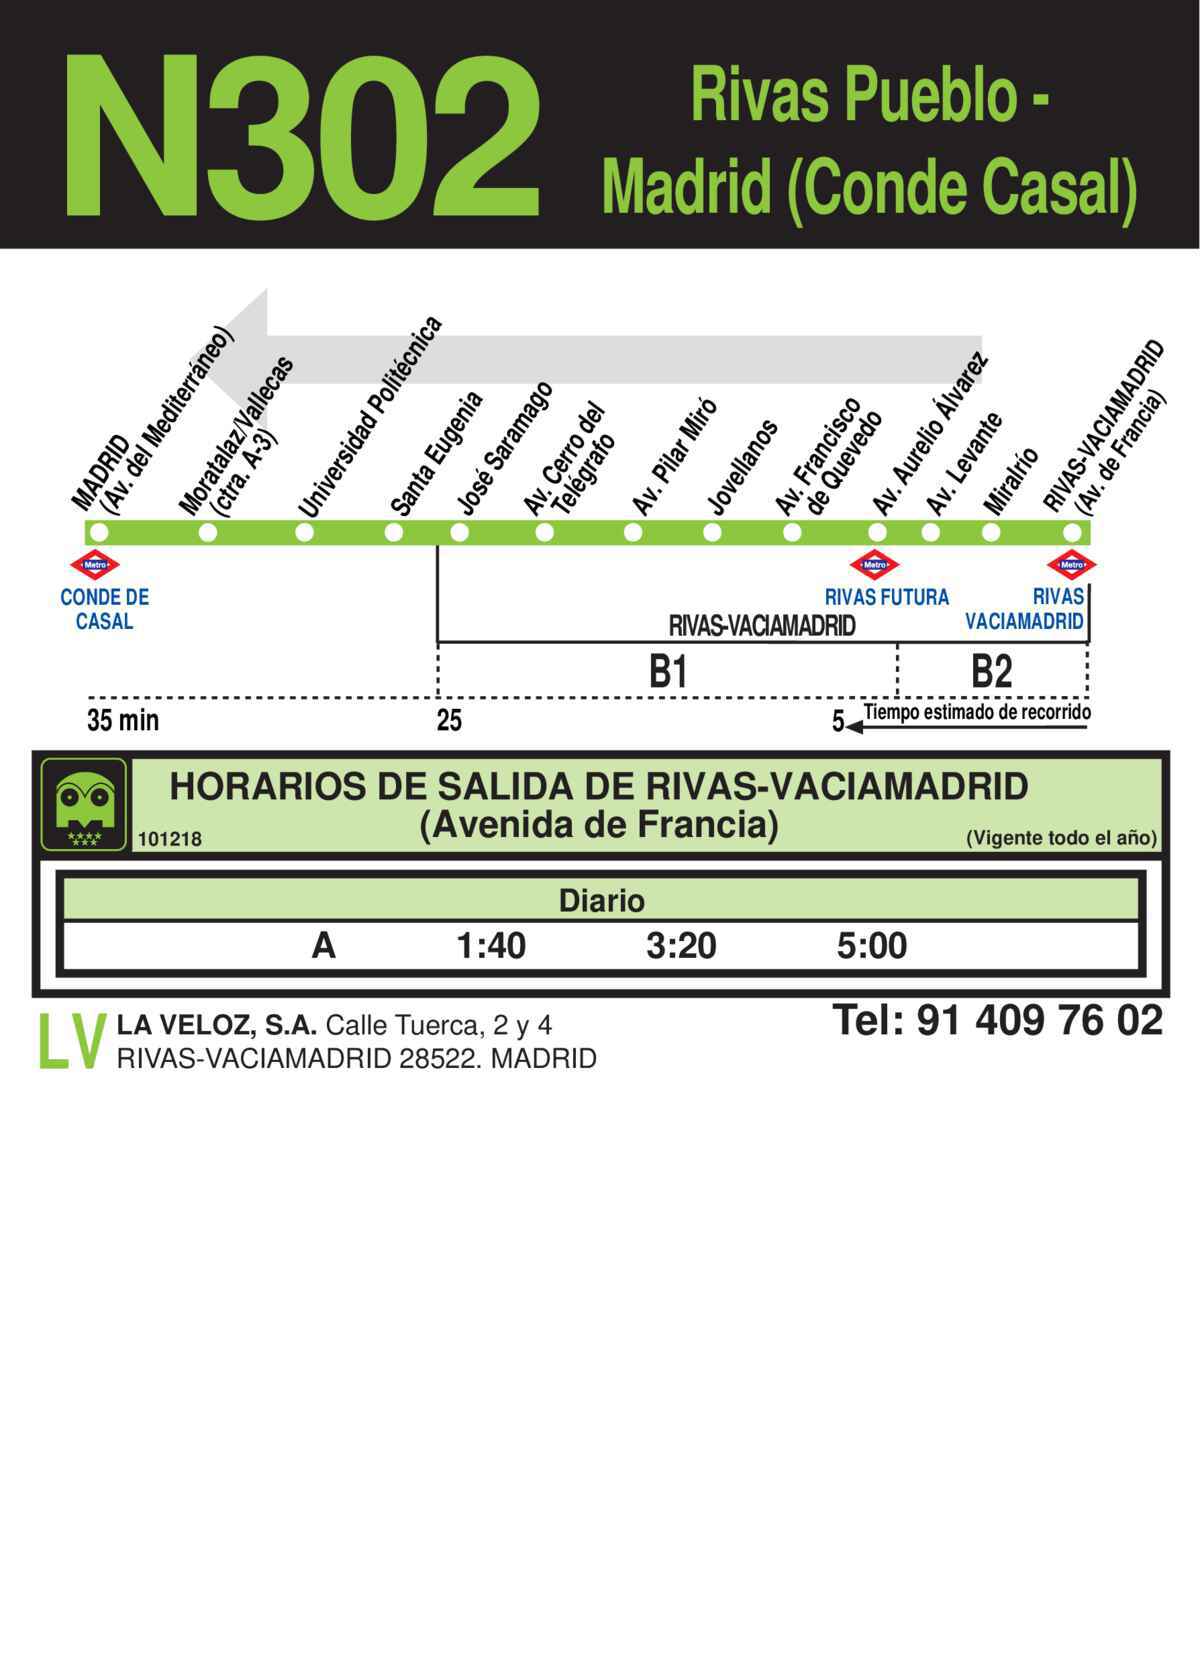 N302
Rivas Pueblo -
Madrid (Conde Casal)
MADRID
(Av. del Mediterráneo)
Moratalaz/Vallecas
(ctra. A-3)
Universidad Politécnica
Santa Eugenia
José Saramago
Av. Cerro del
Telégrafo
Av. Pilar Miró
Jovellanos
Av. Francisco
de Quevedo
Av. Aurelio Álvarez
Av. Levante
Miralrío
RIVAS-VACIAMADRID
(Av. de Francia)
Metro
CONDE DE
CASAL
Metro
RIVAS FUTURA
Metro
RIVAS
VACIAMADRID
RIVAS-VACIAMADRID
B1
B2
35 min
25
5
Tiempo estimado de recorrido
HORARIOS DE SALIDA DE RIVAS-VACIAMADRID
(Avenida de Francia)
101218
(Vigente todo el año)
Diario
A 1:40 3:20 5:00
LV
LA VELOZ, S.A. Calle Tuerca, 2 y 4
RIVAS-VACIAMADRID 28522. MADRID
Tel: 91 409 76 02